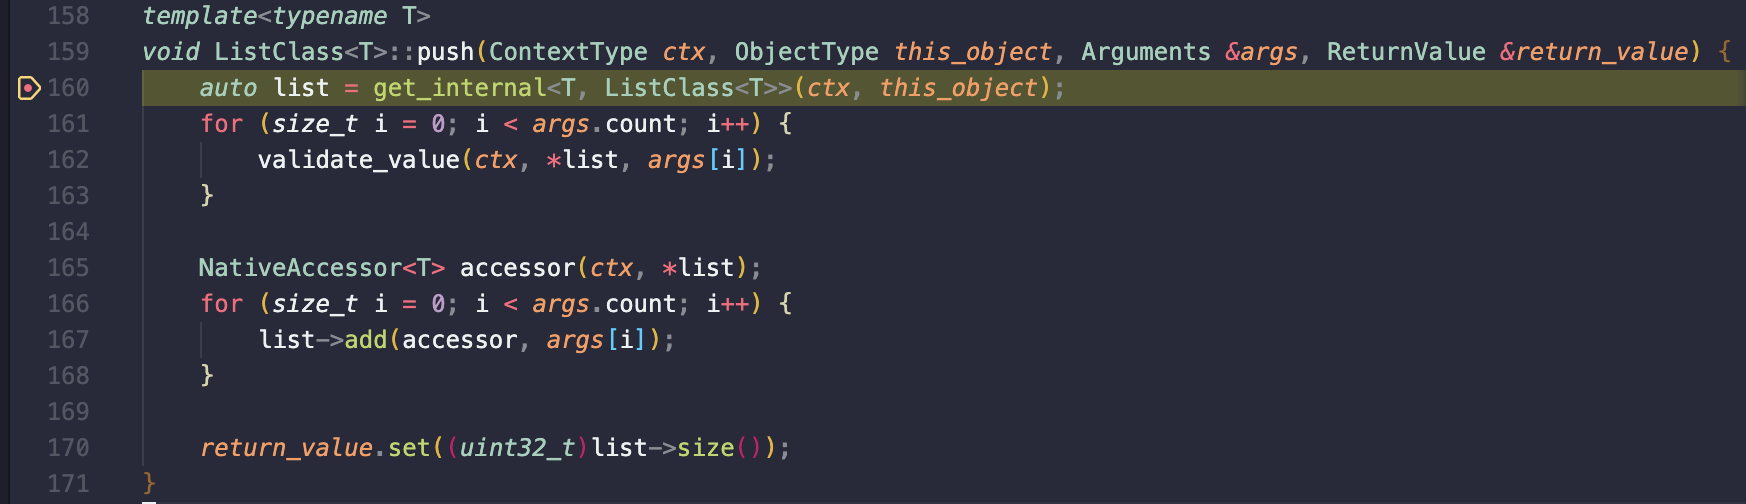 158 template<typename T>
159 void ListClass<T>::push(ContextType ctx, ObjectType this_object, Arguments &args, ReturnValue &return_value) {
160     auto list = get_internal<T, ListClass<T>>(ctx, this_object);
161     for (size_t i = 0; i < args.count; i++) {
162         validate_value(ctx, *list, args[i]);
163     }
164
165     NativeAccessor<T> accessor(ctx, *list);
166     for (size_t i = 0; i < args.count; i++) {
167         list->add(accessor, args[i]);
168     }
169
170     return_value.set((uint32_t)list->size());
171 }